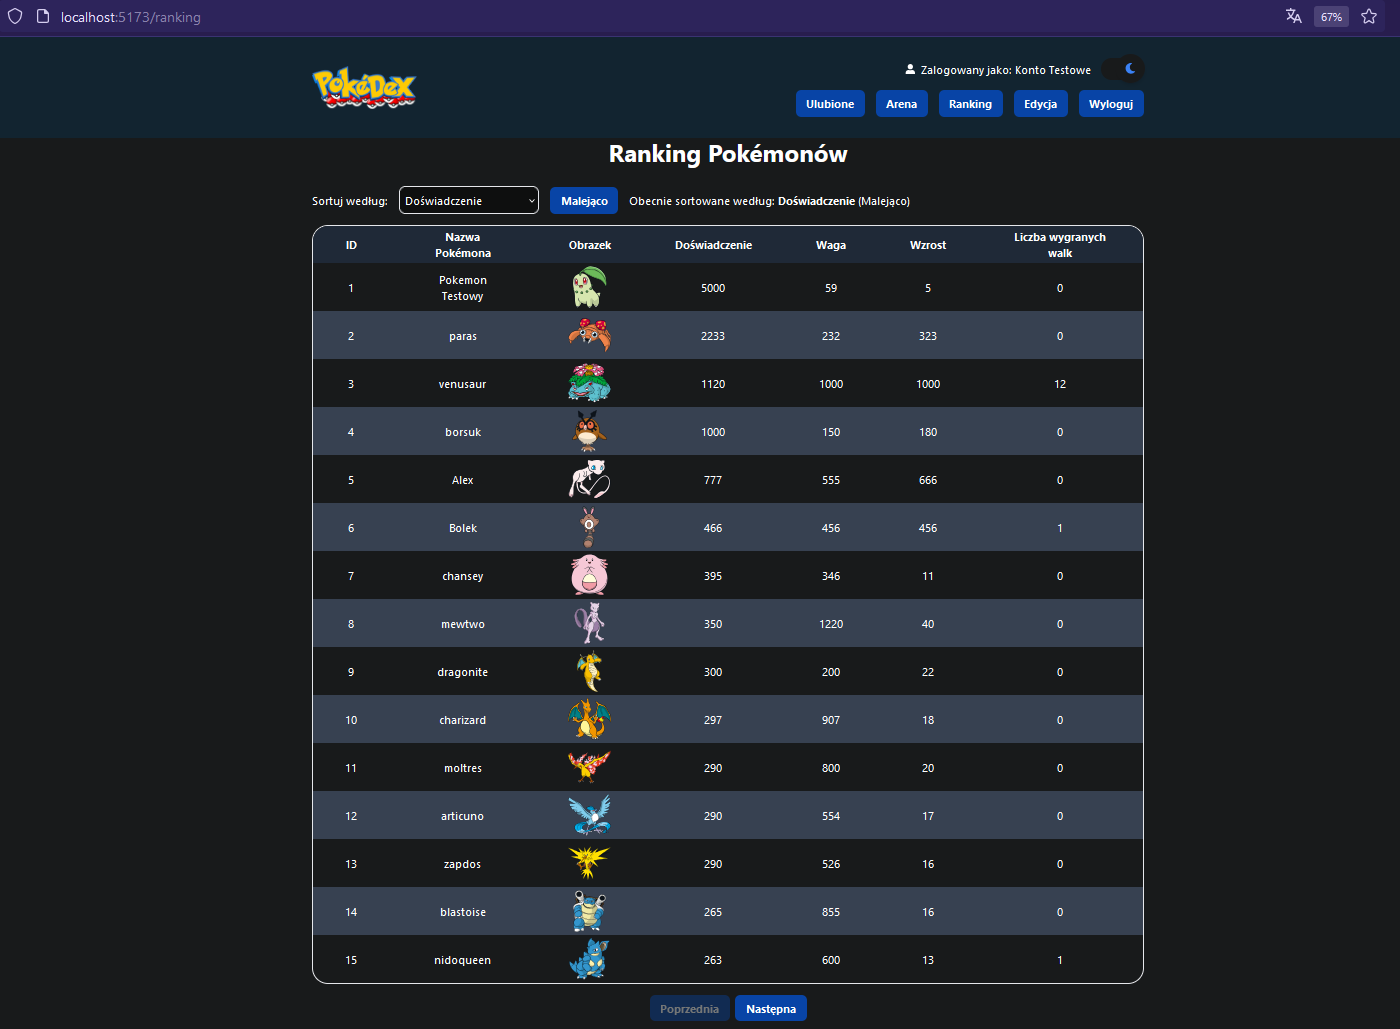 localhost:5173/ranking
67%
PokéDex
Zalogowany jako: Konto Testowe
Ulubione Arena Ranking Edycja Wyloguj
Ranking Pokémonów
Sortuj według: Doświadczenie Malejąco Obecnie sortowane według: Doświadczenie (Malejąco)
ID Nazwa Pokémona Obrazek Doświadczenie Waga Wzrost Liczba wygranych walk
1 Pokemon Testowy 5000 59 5 0
2 paras 2233 232 323 0
3 venusaur 1120 1000 1000 12
4 borsuk 1000 150 180 0
5 Alex 777 555 666 0
6 Bolek 466 456 456 1
7 chansey 395 346 11 0
8 mewtwo 350 1220 40 0
9 dragonite 300 200 22 0
10 charizard 297 907 18 0
11 moltres 290 800 20 0
12 articuno 290 554 17 0
13 zapdos 290 526 16 0
14 blastoise 265 855 16 0
15 nidoqueen 263 600 13 1
Poprzednia Następna